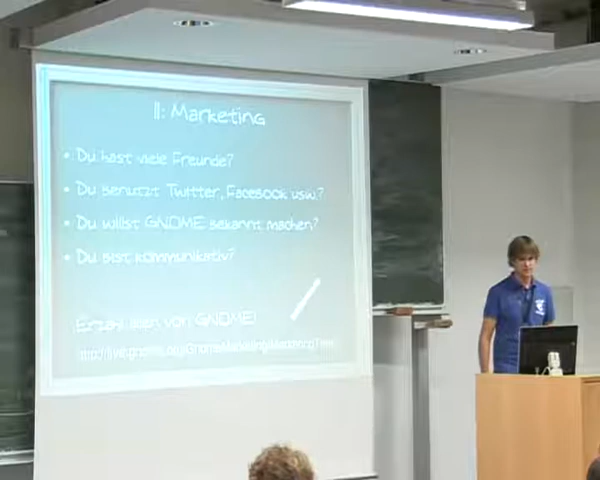 II: Marketing
• Du hast viele Freunde?
• Du benutzt Twitter, Facebook usw.?
• Du willst GNOME bekannt machen?
• Du bist kommunikativ?
Erzähl allen von GNOME!